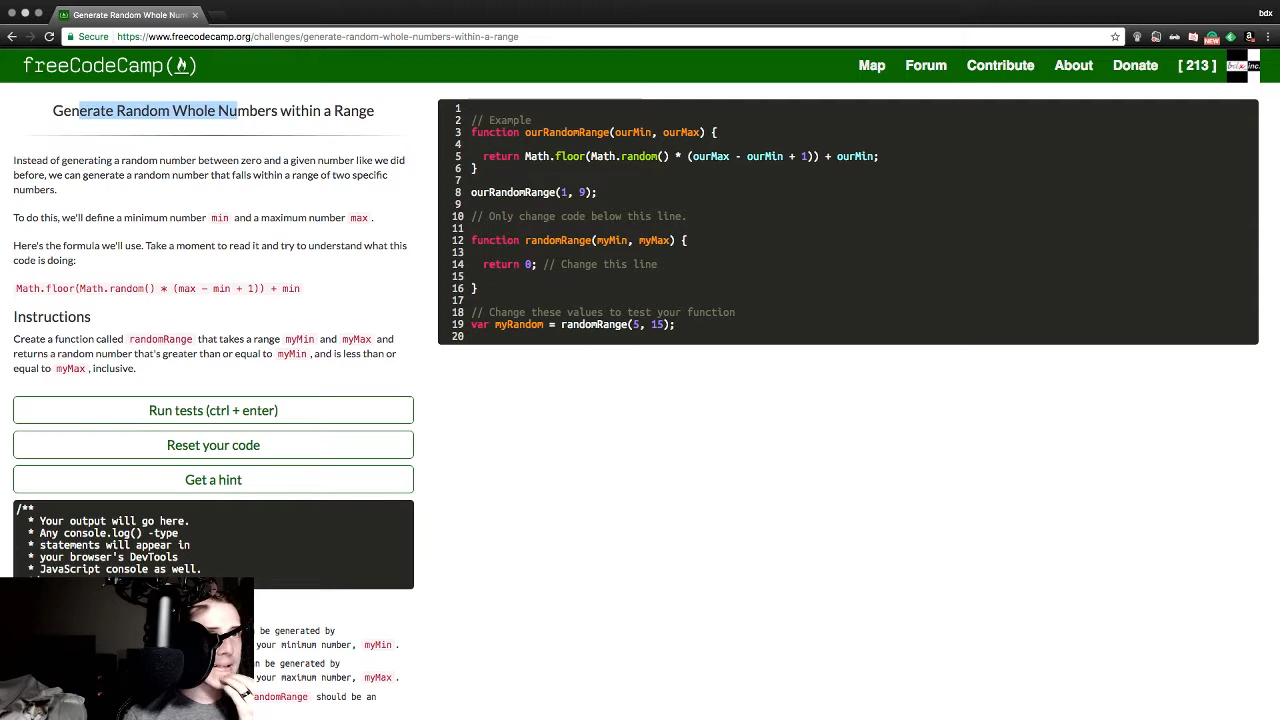 Generate Random Whole Num
bdx
Secure https://www.freecodecamp.org/challenges/generate-random-whole-numbers-within-a-range
NEW
freeCodeCamp
Map Forum Contribute About Donate [ 213 ]
Generate Random Whole Numbers within a Range
Instead of generating a random number between zero and a given number like we did
before, we can generate a random number that falls within a range of two specific
numbers.
To do this, we'll define a minimum number min and a maximum number max .
Here's the formula we'll use. Take a moment to read it and try to understand what this
code is doing:
Math.floor(Math.random() * (max - min + 1)) + min
Instructions
Create a function called randomRange that takes a range myMin and myMax and
returns a random number that's greater than or equal to myMin , and is less than or
equal to myMax , inclusive.
Run tests (ctrl + enter)
Reset your code
Get a hint
/**
* Your output will go here.
* Any console.log() -type
* statements will appear in
* your browser's DevTools
* JavaScript console as well.
be generated by
your minimum number, myMin .
an be generated by
your maximum number, myMax .
andomRange should be an
1
2 // Example
3 function ourRandomRange(ourMin, ourMax) {
4
5 return Math.floor(Math.random() * (ourMax - ourMin + 1)) + ourMin;
6 }
7
8 ourRandomRange(1, 9);
9
10 // Only change code below this line.
11
12 function randomRange(myMin, myMax) {
13
14 return 0; // Change this line
15
16 }
17
18 // Change these values to test your function
19 var myRandom = randomRange(5, 15);
20